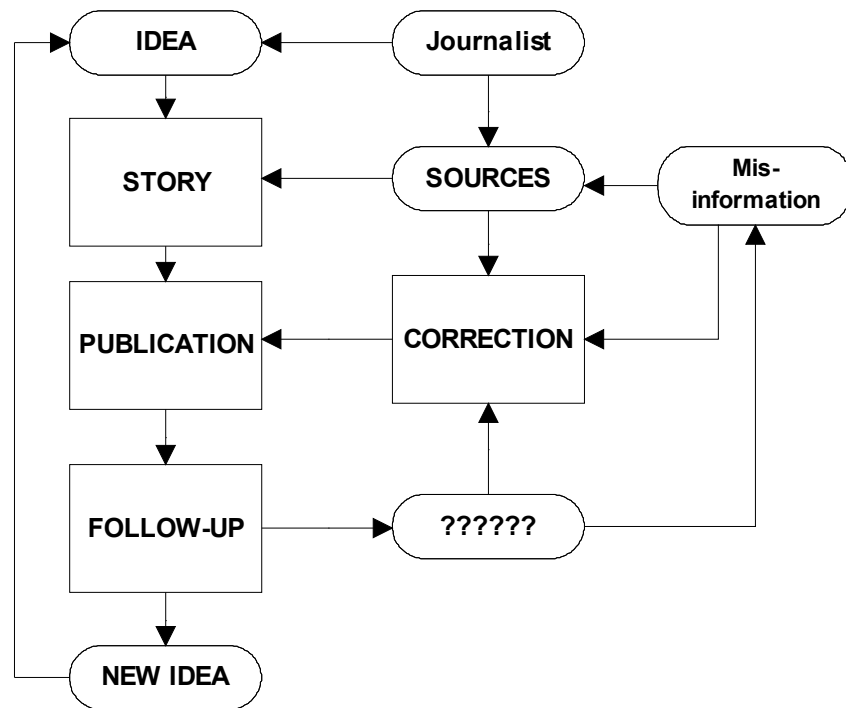 IDEA
Journalist
STORY
SOURCES
Mis-
information
PUBLICATION
CORRECTION
FOLLOW-UP
??????
NEW IDEA